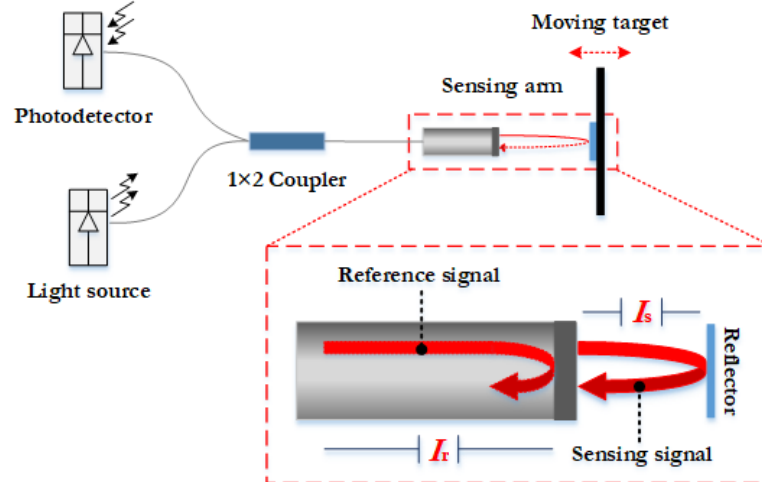 Moving target
Sensing arm
Photodetector
1×2 Coupler
Light source
Reference signal
Is
Reflector
Ir
Sensing signal